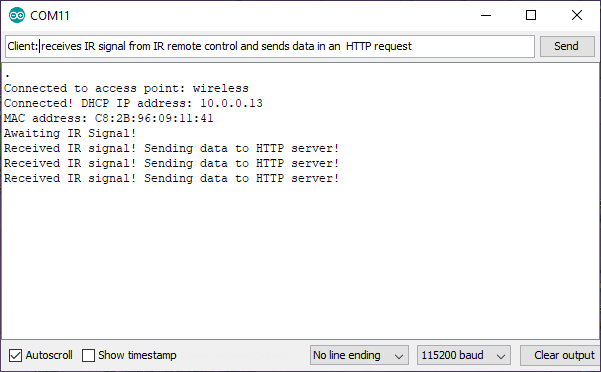 COM11
Client: receives IR signal from IR remote control and sends data in an HTTP request
Send
.
Connected to access point: wireless
Connected! DHCP IP address: 10.0.0.13
MAC address: C8:2B:96:09:11:41
Awaiting IR Signal!
Received IR signal! Sending data to HTTP server!
Received IR signal! Sending data to HTTP server!
Received IR signal! Sending data to HTTP server!
Autoscroll Show timestamp No line ending 115200 baud Clear output